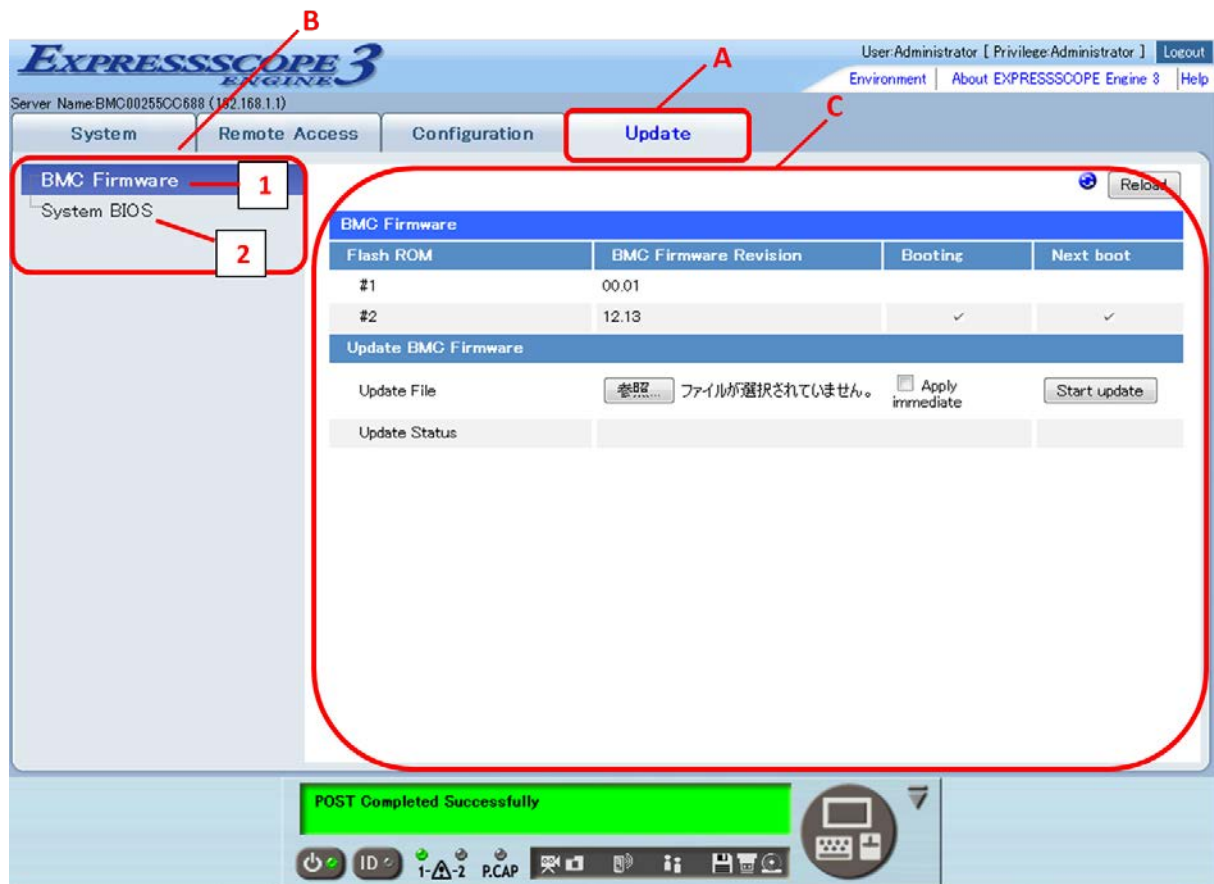 B
EXPRESSSCOPE 3
ENGINE
A
User:Administrator [ Privilege:Administrator ] Logout
Environment About EXPRESSSCOPE Engine 3 Help
Server Name:BMC00255CC688 (192.168.1.1)
C
System Remote Access Configuration Update
BMC Firmware 1
System BIOS
2
Reload
BMC Firmware
Flash ROM BMC Firmware Revision Booting Next boot
#1 00.01
#2 12.13
Update BMC Firmware
Update File 参照... ファイルが選択されていません。 Apply immediate Start update
Update Status
POST Completed Successfully
ID 1- -2 P.CAP